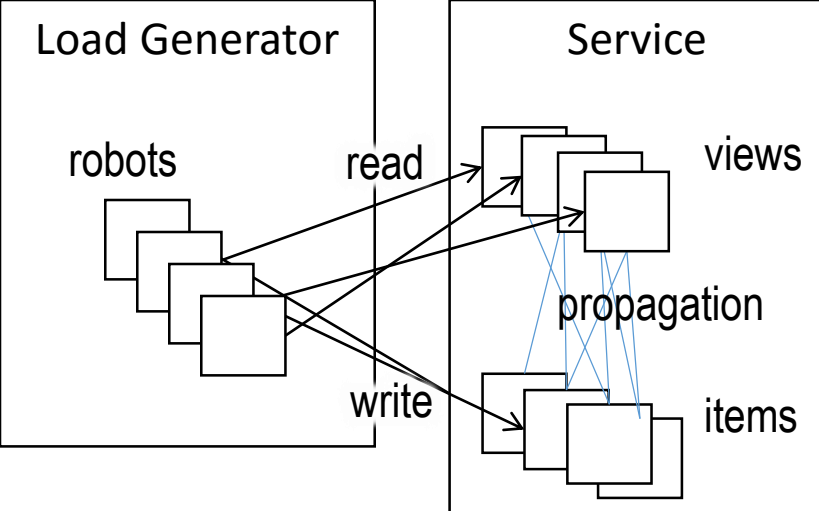 Load Generator
Service
robots
read
views
propagation
write
items